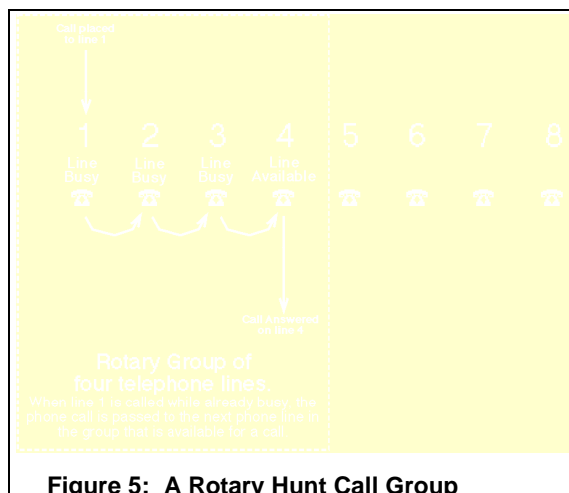 Call placed
to line 1
1 2 3 4 5 6 7 8
Line Line Line Line
Busy Busy Busy Available
Call Answered
on line 4
Rotary Group of
four telephone lines.
When line 1 is called while already busy, the
phone call is passed to the next phone line in
the group that is available for a call.
Figure 5: A Rotary Hunt Call Group